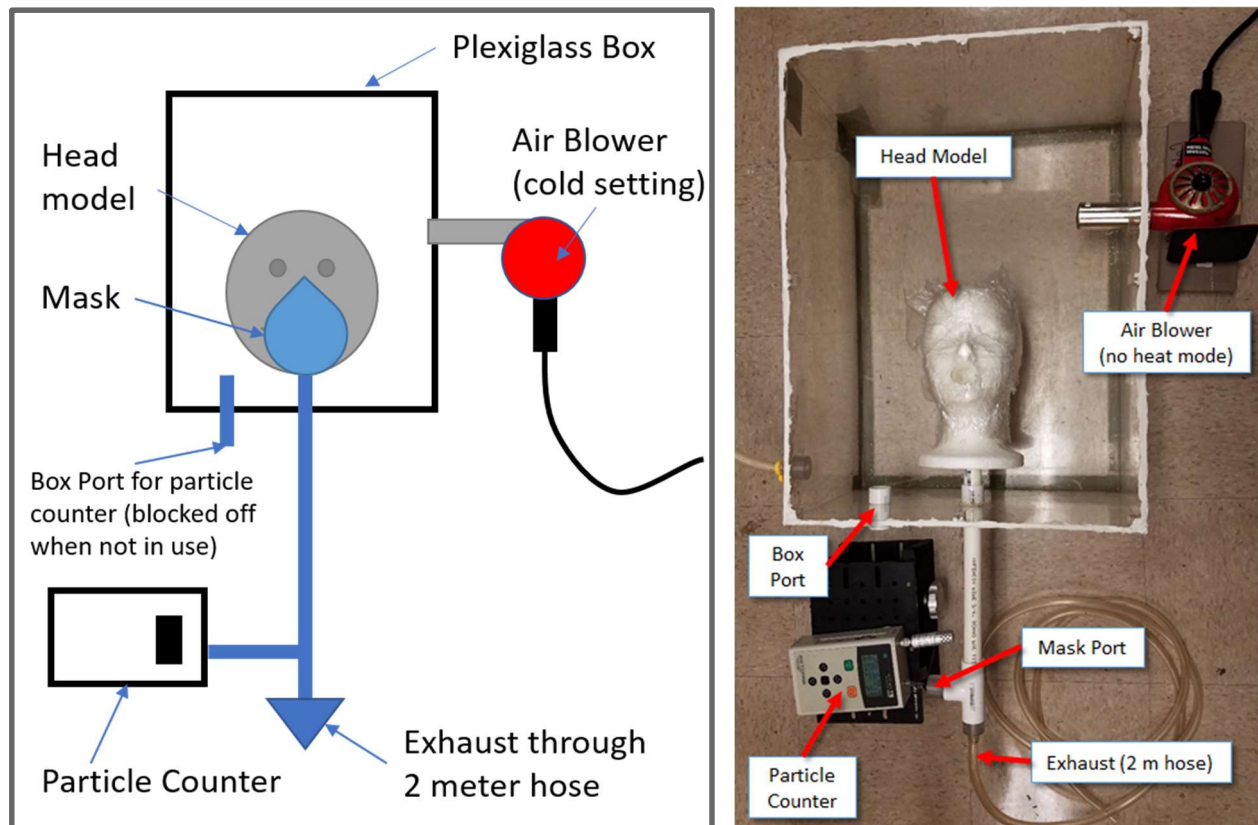 Plexiglass Box
Head
model
Air Blower
(cold setting)
Mask
Box Port for particle
counter (blocked off
when not in use)
Particle Counter
Exhaust through
2 meter hose
Head Model
Air Blower
(no heat mode)
Box
Port
Mask Port
Particle
Counter
Exhaust (2 m hose)